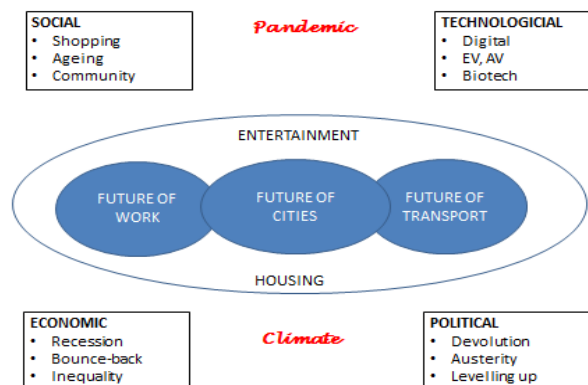 SOCIAL
• Shopping
• Ageing
• Community
Pandemic
TECHNOLOGICIAL
• Digital
• EV, AV
• Biotech
ENTERTAINMENT
FUTURE OF
WORK
FUTURE OF
CITIES
FUTURE OF
TRANSPORT
HOUSING
ECONOMIC
• Recession
• Bounce-back
• Inequality
Climate
POLITICAL
• Devolution
• Austerity
• Levelling up